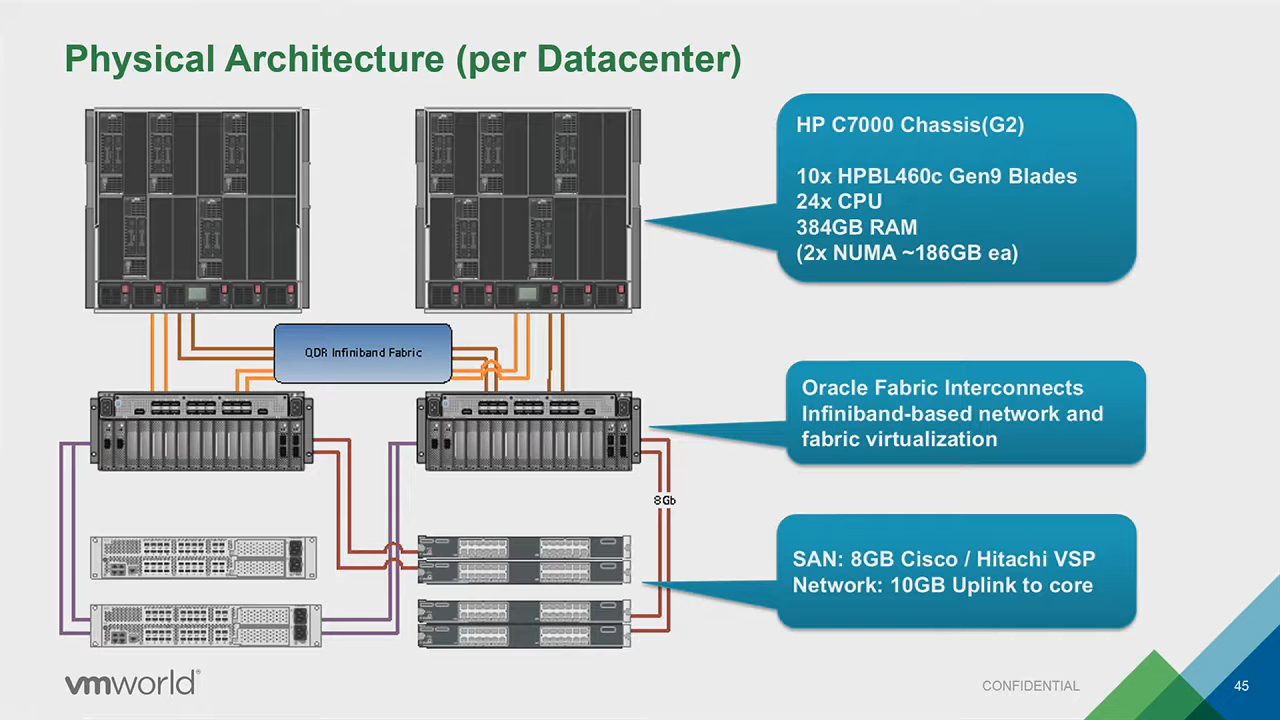 Physical Architecture (per Datacenter)
HP C7000 Chassis(G2)
10x HPBL460c Gen9 Blades
24x CPU
384GB RAM
(2x NUMA ~186GB ea)
QDR Infiniband Fabric
Oracle Fabric Interconnects
Infiniband-based network and
fabric virtualization
8Gb
SAN: 8GB Cisco / Hitachi VSP
Network: 10GB Uplink to core
vmworld®
CONFIDENTIAL
45